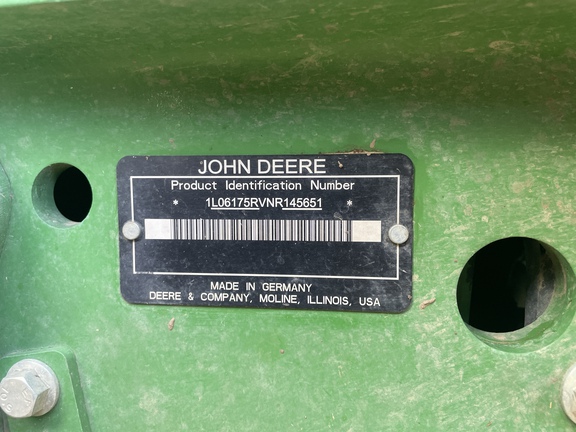 JOHN DEERE
Product Identification Number
* 1L06175RVNR145651 *
MADE IN GERMANY
DEERE & COMPANY, MOLINE, ILLINOIS, USA